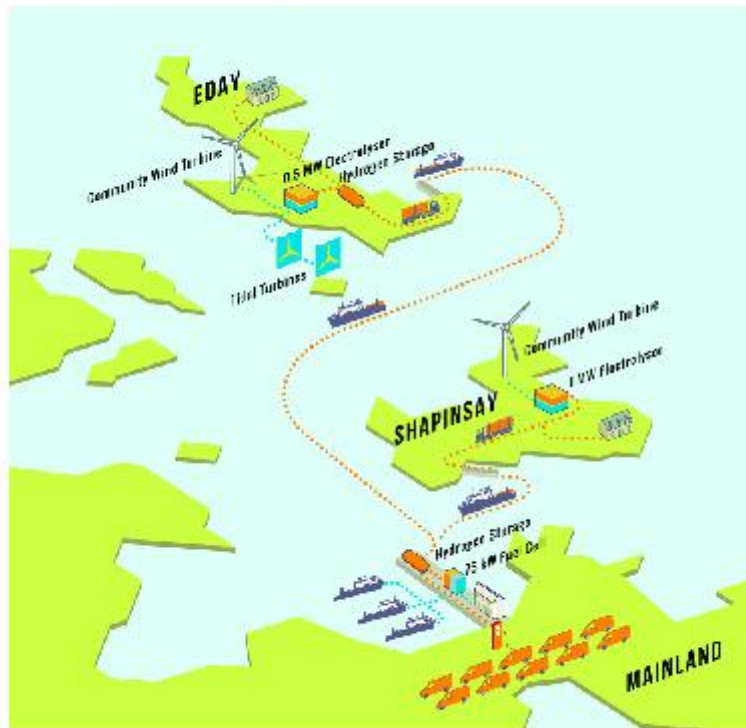 EDAY
Community Wind Turbine
0.5 MW Electrolyser
Hydrogen Storage
Tidal Turbines
Community Wind Turbine
1 MW Electrolyser
SHAPINSAY
Hydrogen Storage
75 kW Fuel Ce
MAINLAND